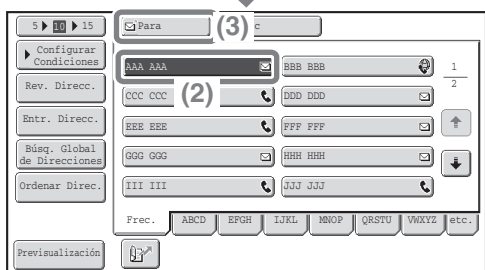 5 ▶ 10 ▶ 15
Para
(3)
c
Configurar
Condiciones
Rev. Direcc.
Entr. Direcc.
Búsq. Global
de Direcciones
Ordenar Direc.
Previsualización
AAA AAA
BBB BBB
(2)
CCC CCC
DDD DDD
EEE EEE
FFF FFF
GGG GGG
HHH HHH
III III
JJJ JJJ
1
2
Frec.
ABCD
EFGH
IJKL
MNOP
QRSTU
VWXYZ
etc.